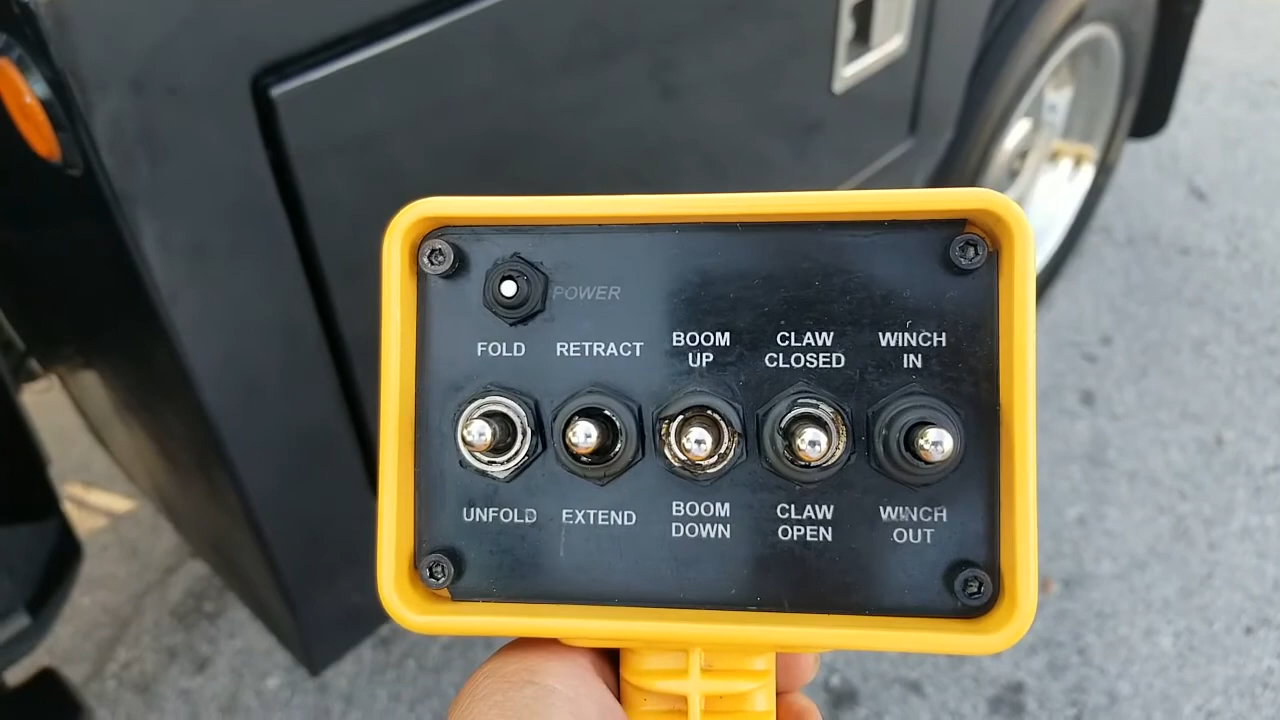 POWER
FOLD
RETRACT
BOOM
UP
CLAW
CLOSED
WINCH
IN
UNFOLD
EXTEND
BOOM
DOWN
CLAW
OPEN
WINCH
OUT